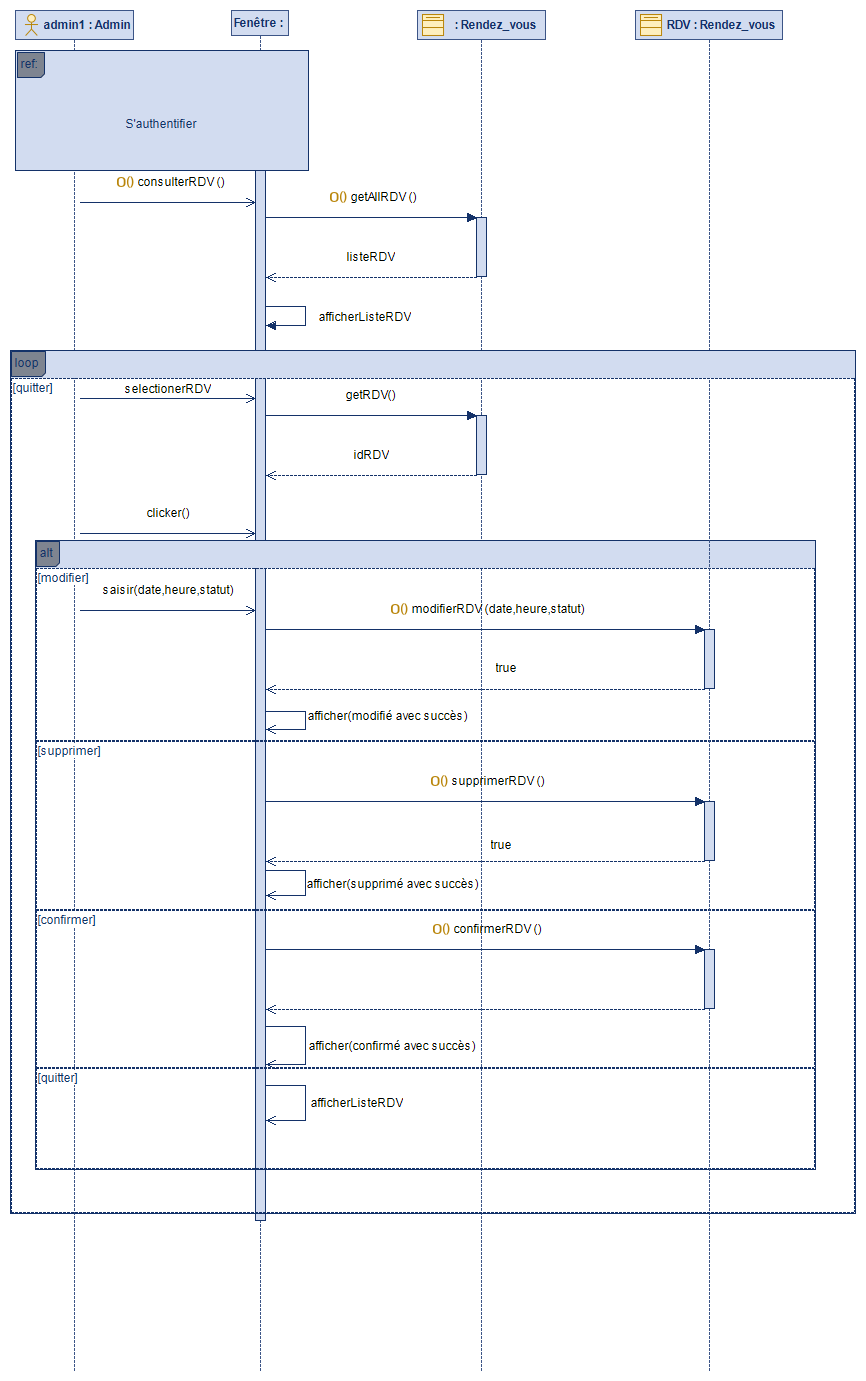 admin1 : Admin
Fenêtre :
: Rendez_vous
RDV : Rendez_vous
ref:
S'authentifier
O() consulterRDV ()
O() getAllRDV ()
listeRDV
afficherListeRDV
loop
[quitter]
selectionerRDV
getRDV()
idRDV
clicker()
alt
[modifier]
saisir(date,heure,statut)
O() modifierRDV (date,heure,statut)
true
afficher(modifié avec succès)
[supprimer]
O() supprimerRDV ()
true
afficher(supprimé avec succès)
[confirmer]
O() confirmerRDV ()
afficher(confirmé avec succès)
[quitter]
afficherListeRDV